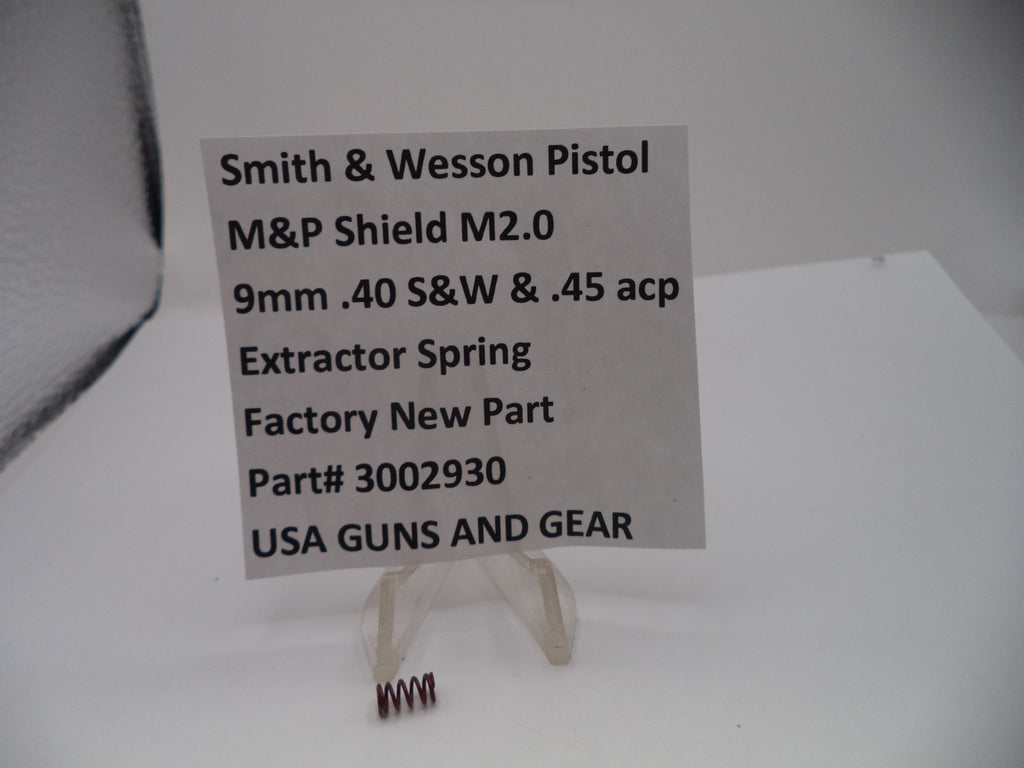 Smith & Wesson Pistol
M&P Shield M2.0
9mm .40 S&W & .45 acp
Extractor Spring
Factory New Part
Part# 3002930
USA GUNS AND GEAR